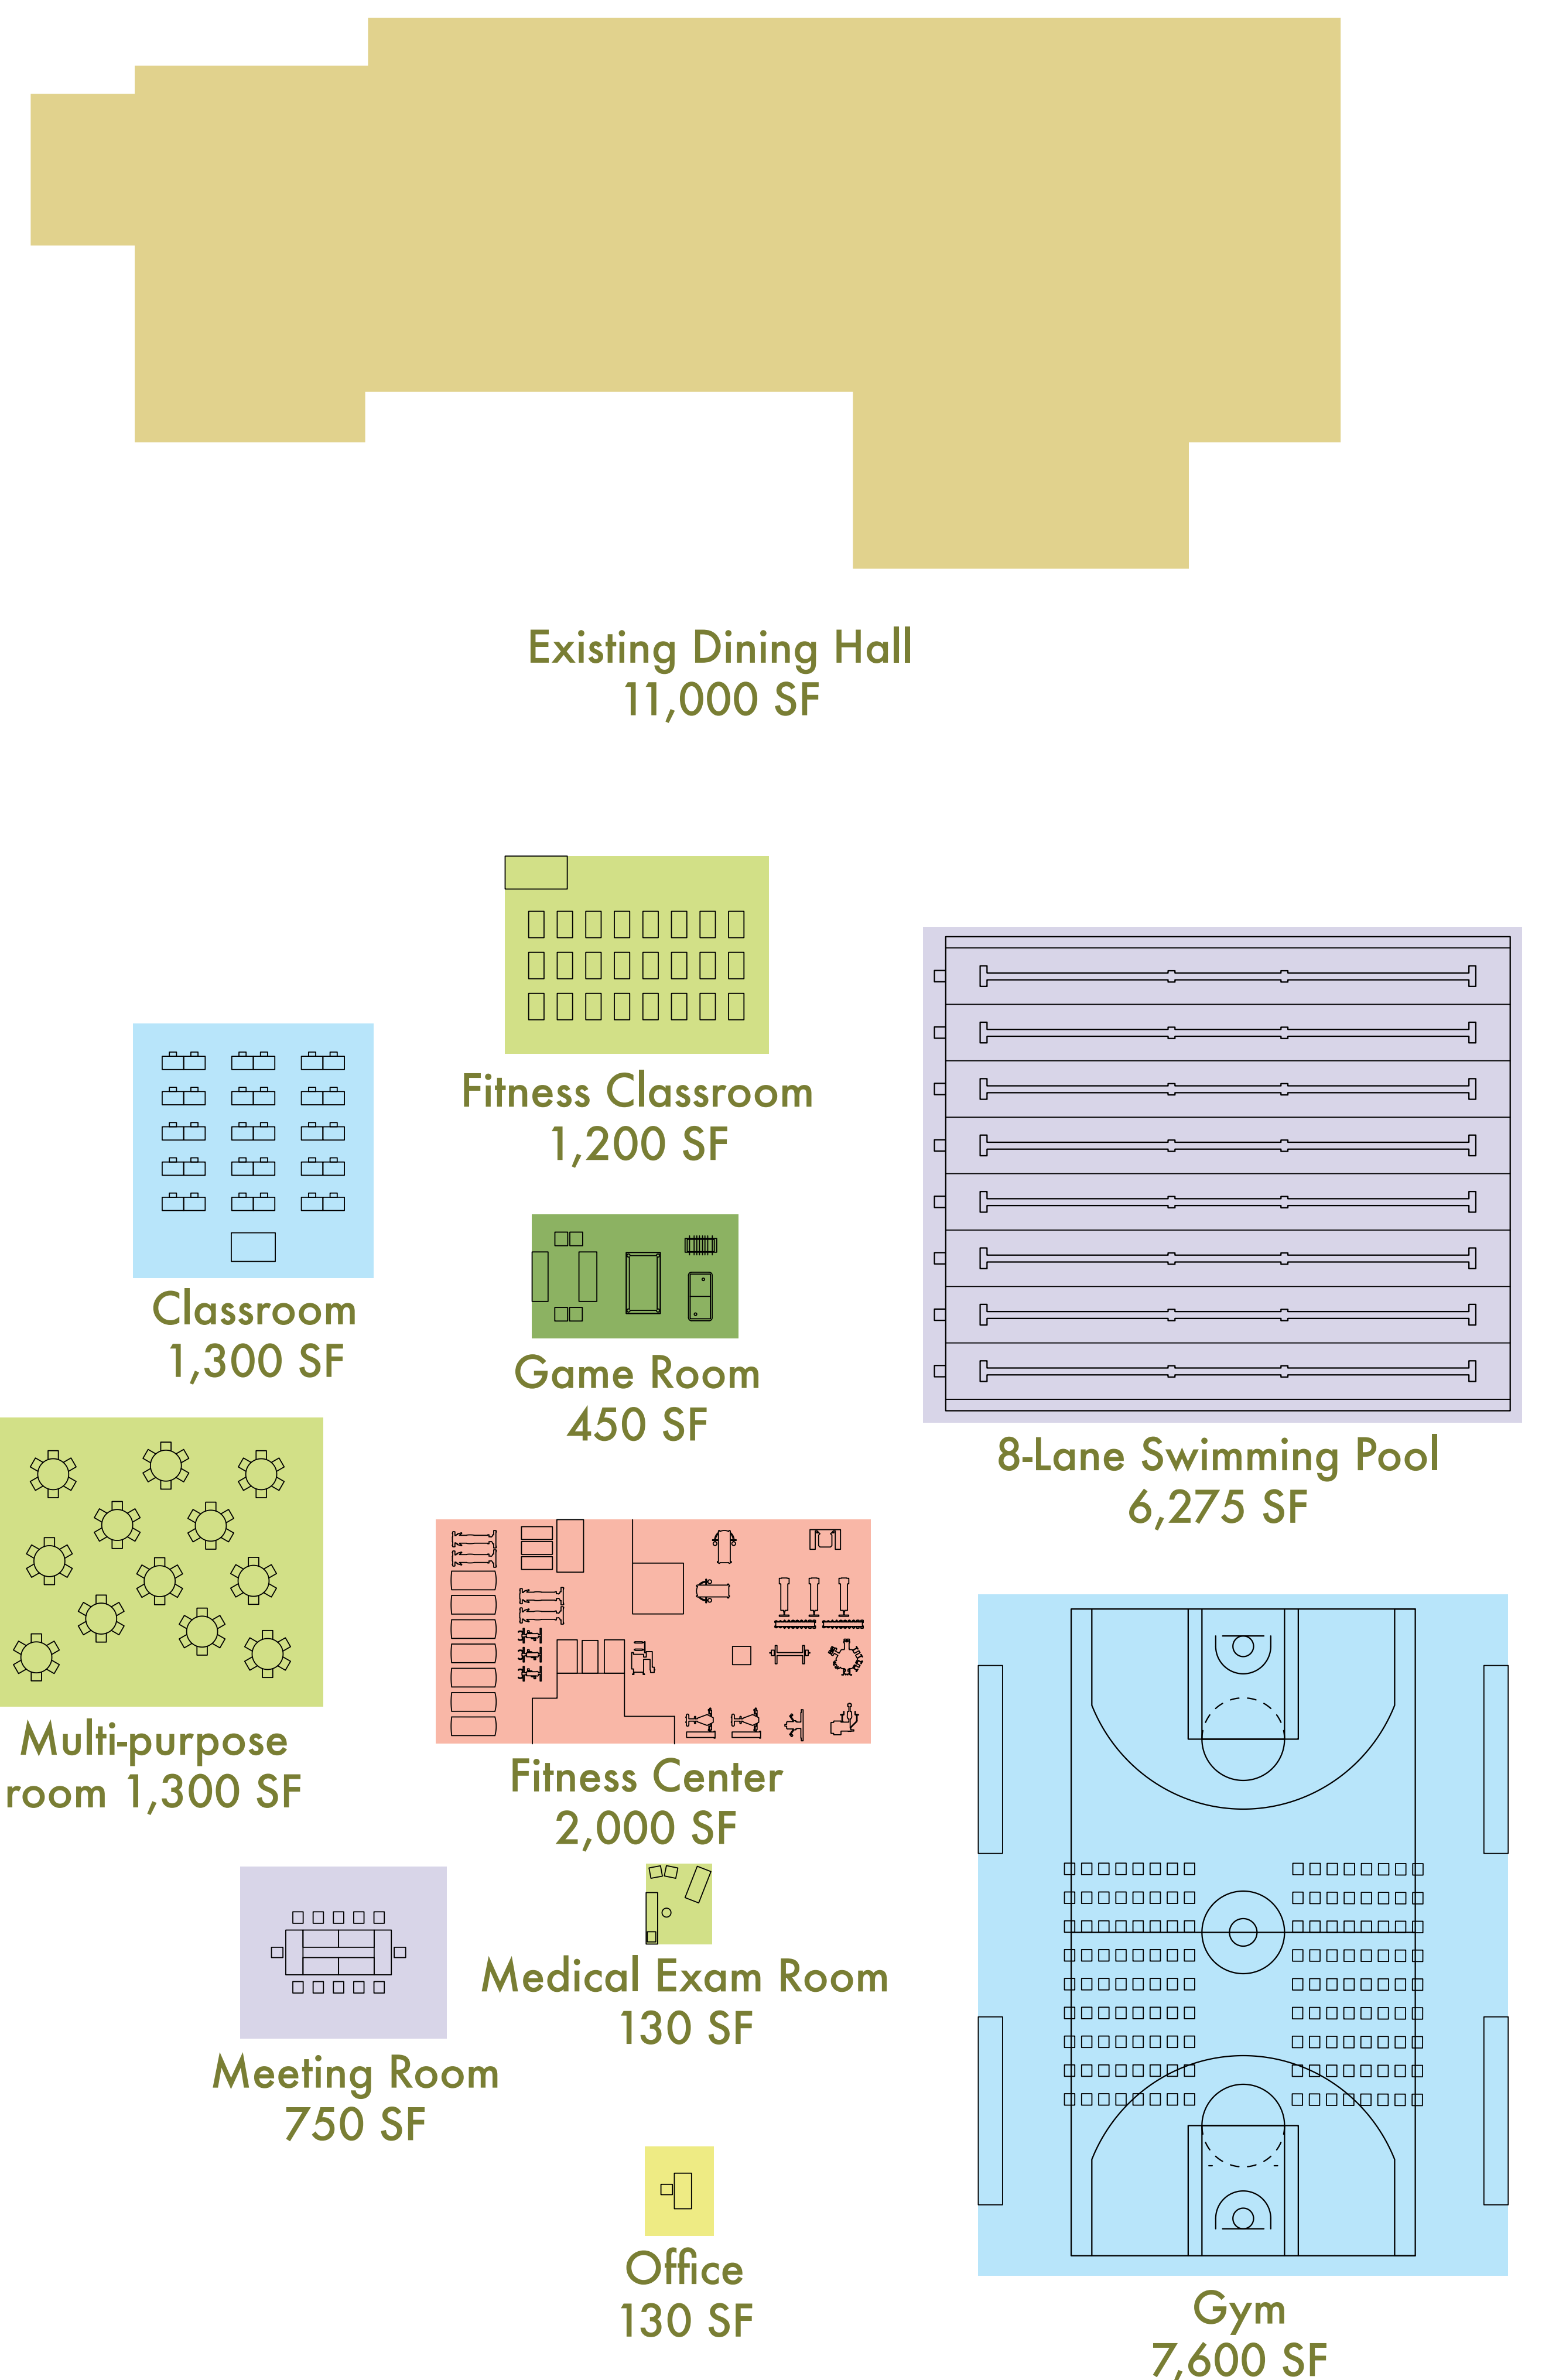 Existing Dining Hall
11,000 SF
Fitness Classroom
1,200 SF
Classroom
1,300 SF
Game Room
450 SF
8-Lane Swimming Pool
6,275 SF
Multi-purpose
room 1,300 SF
Fitness Center
2,000 SF
Medical Exam Room
130 SF
Meeting Room
750 SF
Office
130 SF
Gym
7,600 SF